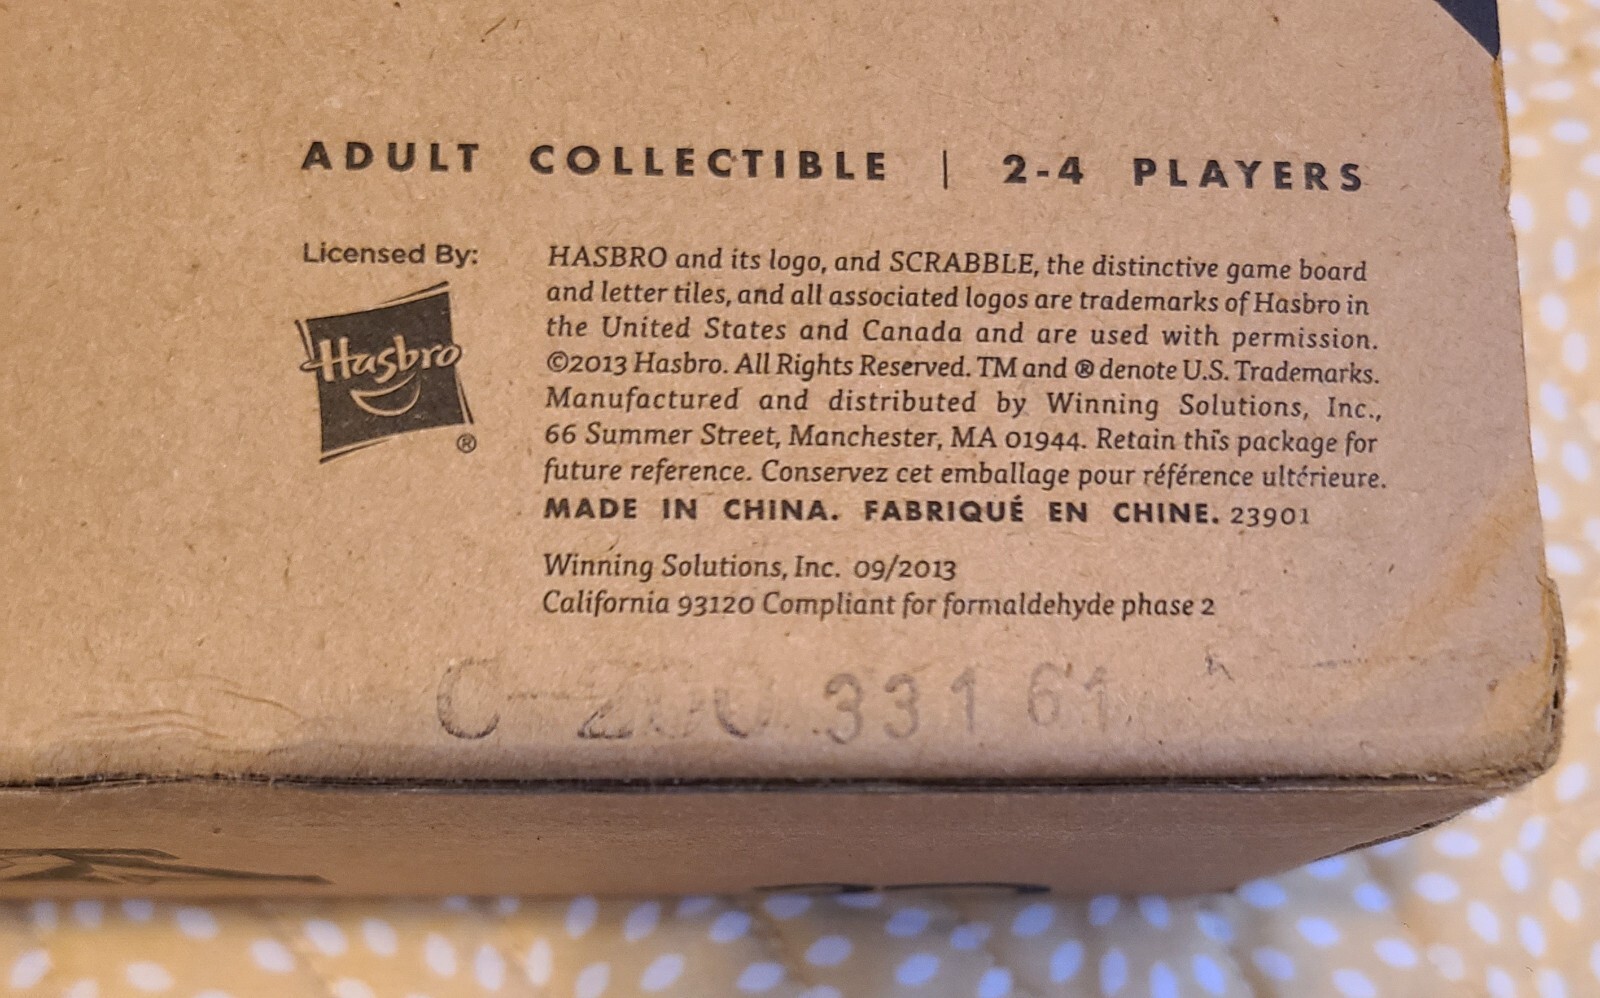 ADULT COLLECTIBLE | 2-4 PLAYERS
Licensed By:
Hasbro ®
HASBRO and its logo, and SCRABBLE, the distinctive game board
and letter tiles, and all associated logos are trademarks of Hasbro in
the United States and Canada and are used with permission.
©2013 Hasbro. All Rights Reserved. TM and ® denote U.S. Trademarks.
Manufactured and distributed by Winning Solutions, Inc.,
66 Summer Street, Manchester, MA 01944. Retain this package for
future reference. Conservez cet emballage pour référence ultérieure.
MADE IN CHINA. FABRIQUÉ EN CHINE. 23901
Winning Solutions, Inc. 09/2013
California 93120 Compliant for formaldehyde phase 2
331 61